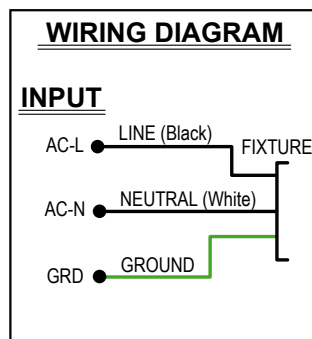 WIRING DIAGRAM
INPUT
AC-L LINE (Black) FIXTURE
AC-N NEUTRAL (White)
GRD GROUND